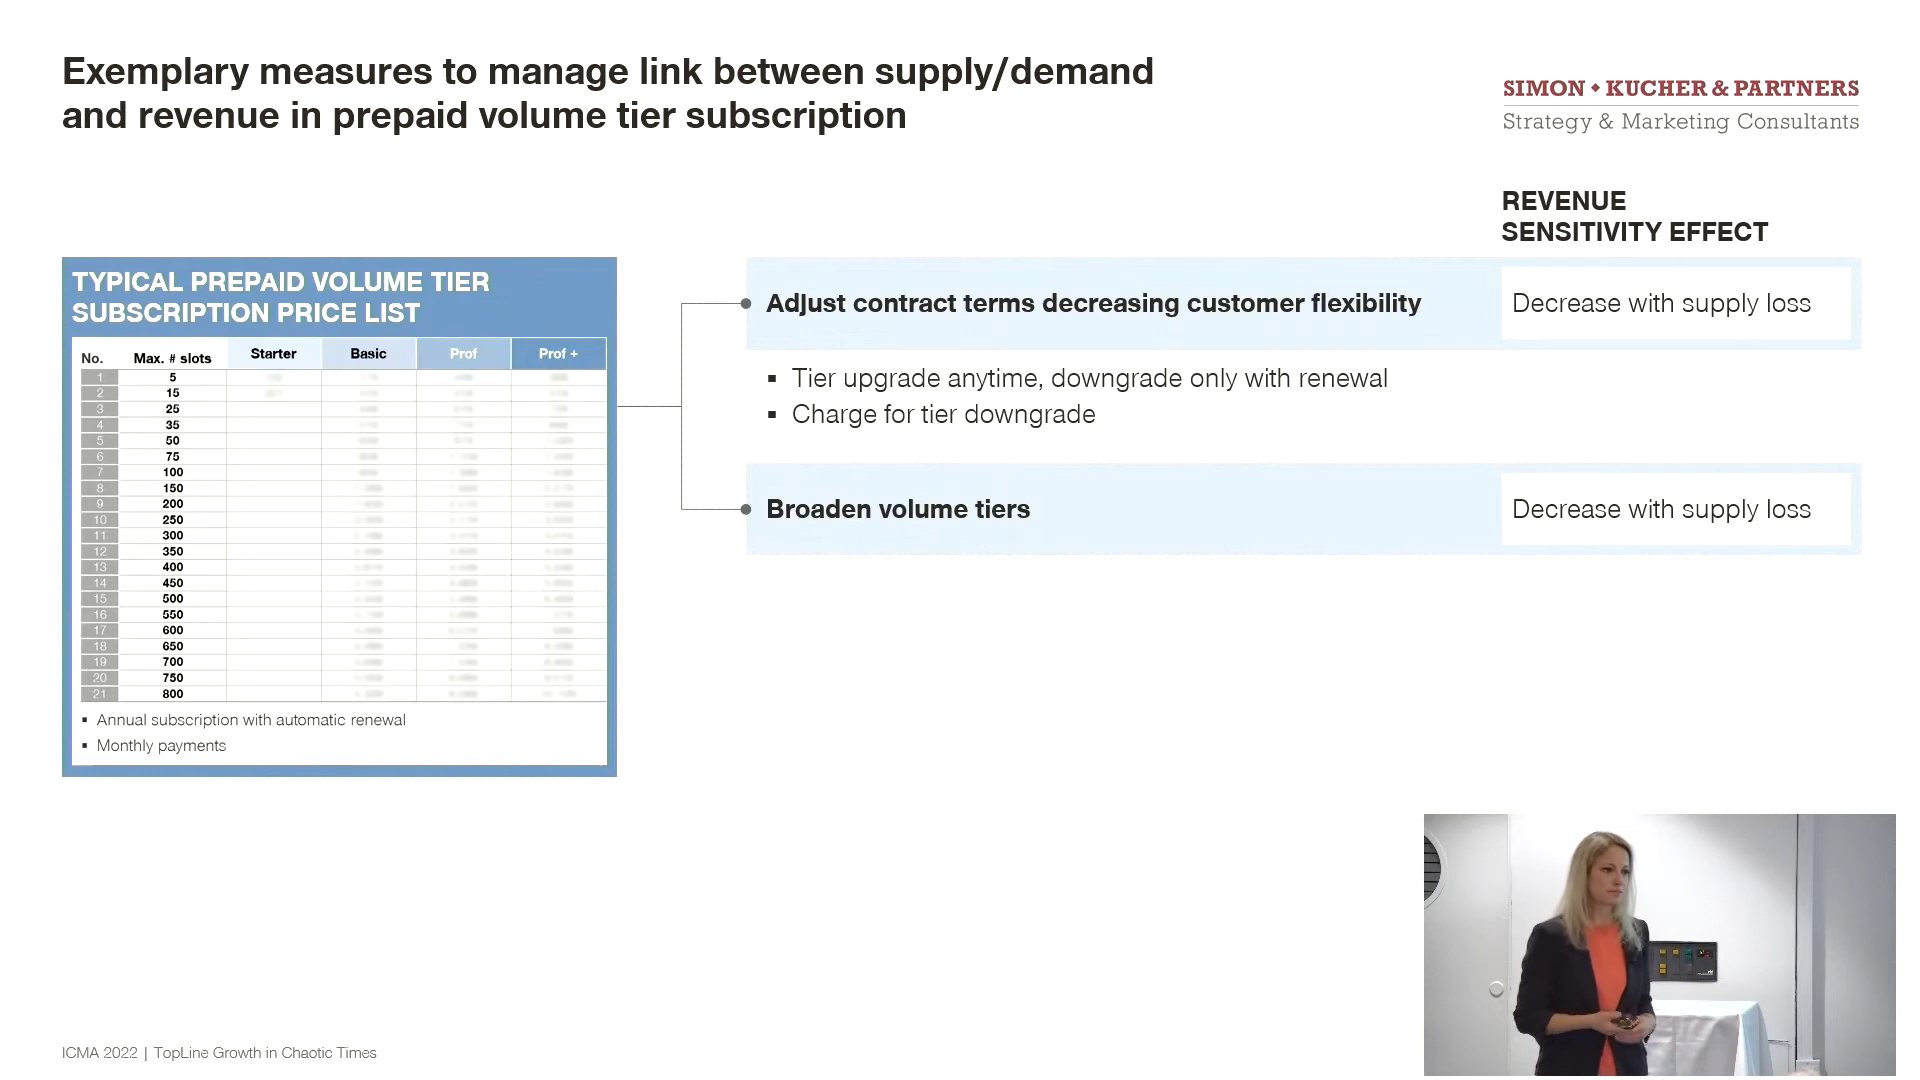 Exemplary measures to manage link between supply/demand
and revenue in prepaid volume tier subscription
SIMON • KUCHER & PARTNERS
Strategy & Marketing Consultants
REVENUE
SENSITIVITY EFFECT
TYPICAL PREPAID VOLUME TIER
SUBSCRIPTION PRICE LIST
No. Max. # slots Starter Basic Prof Prof +
1 5
2 15
3 25
4 35
5 50
6 75
7 100
8 150
9 200
10 250
11 300
12 350
13 400
14 450
15 500
16 550
17 600
18 650
19 700
20 750
21 800
▪ Annual subscription with automatic renewal
▪ Monthly payments
Adjust contract terms decreasing customer flexibility
Decrease with supply loss
▪ Tier upgrade anytime, downgrade only with renewal
▪ Charge for tier downgrade
Broaden volume tiers
Decrease with supply loss
ICMA 2022 | TopLine Growth in Chaotic Times